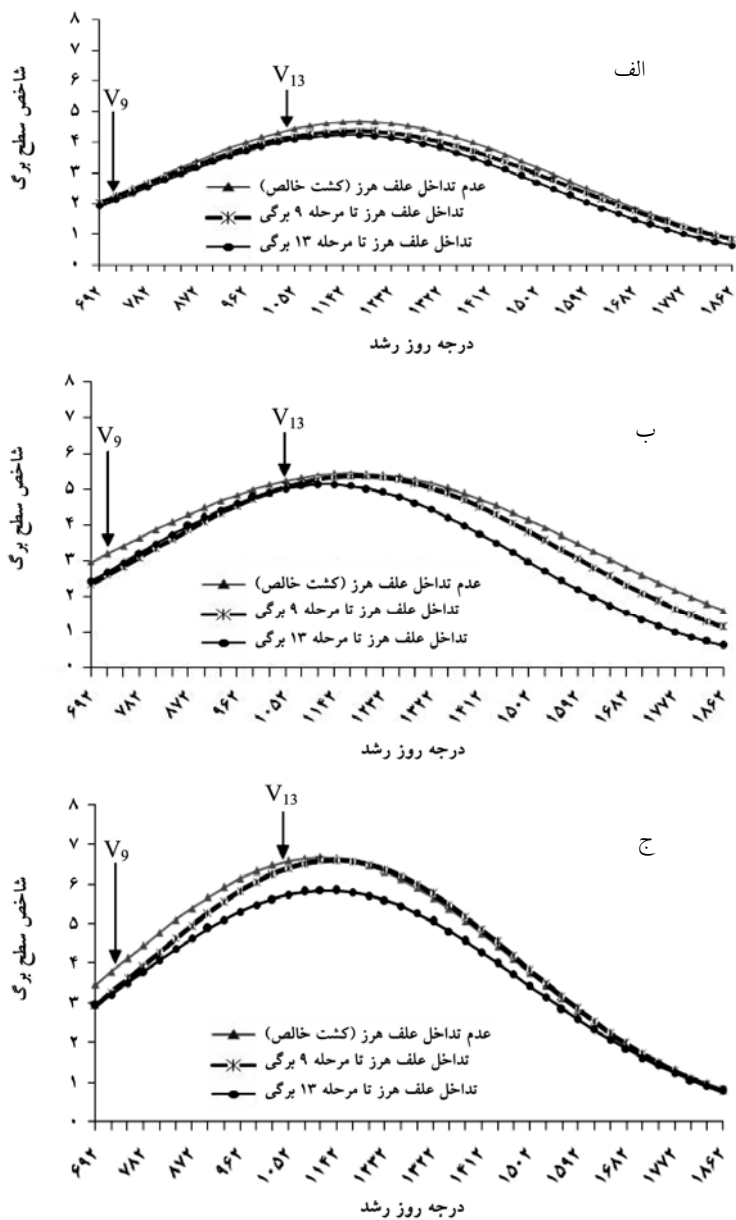 الف
۸
۷
۶
۵
۴
۳
۲
۱
۰
شاخص سطح برگ
V9
V13
عدم تداخل علف هرز (کشت خالص)
تداخل علف هرز تا مرحله ۹ برگی
تداخل علف هرز تا مرحله ۱۳ برگی
۶۹۲ ۷۸۲ ۸۷۲ ۹۶۲ ۱۰۵۲ ۱۱۴۲ ۱۲۳۲ ۱۳۲۲ ۱۴۱۲ ۱۵۰۲ ۱۵۹۲ ۱۶۸۲ ۱۷۷۲ ۱۸۶۲
درجه روز رشد
ب
۸
۷
۶
۵
۴
۳
۲
۱
۰
شاخص سطح برگ
V9
V13
عدم تداخل علف هرز (کشت خالص)
تداخل علف هرز تا مرحله ۹ برگی
تداخل علف هرز تا مرحله ۱۳ برگی
۶۹۲ ۷۸۲ ۸۷۲ ۹۶۲ ۱۰۵۲ ۱۱۴۲ ۱۲۳۲ ۱۳۲۲ ۱۴۱۲ ۱۵۰۲ ۱۵۹۲ ۱۶۸۲ ۱۷۷۲ ۱۸۶۲
درجه روز رشد
ج
۸
۷
۶
۵
۴
۳
۲
۱
۰
شاخص سطح برگ
V9
V13
عدم تداخل علف هرز (کشت خالص)
تداخل علف هرز تا مرحله ۹ برگی
تداخل علف هرز تا مرحله ۱۳ برگی
۶۹۲ ۷۸۲ ۸۷۲ ۹۶۲ ۱۰۵۲ ۱۱۴۲ ۱۲۳۲ ۱۳۲۲ ۱۴۱۲ ۱۵۰۲ ۱۵۹۲ ۱۶۸۲ ۱۷۷۲ ۱۸۶۲
درجه روز رشد